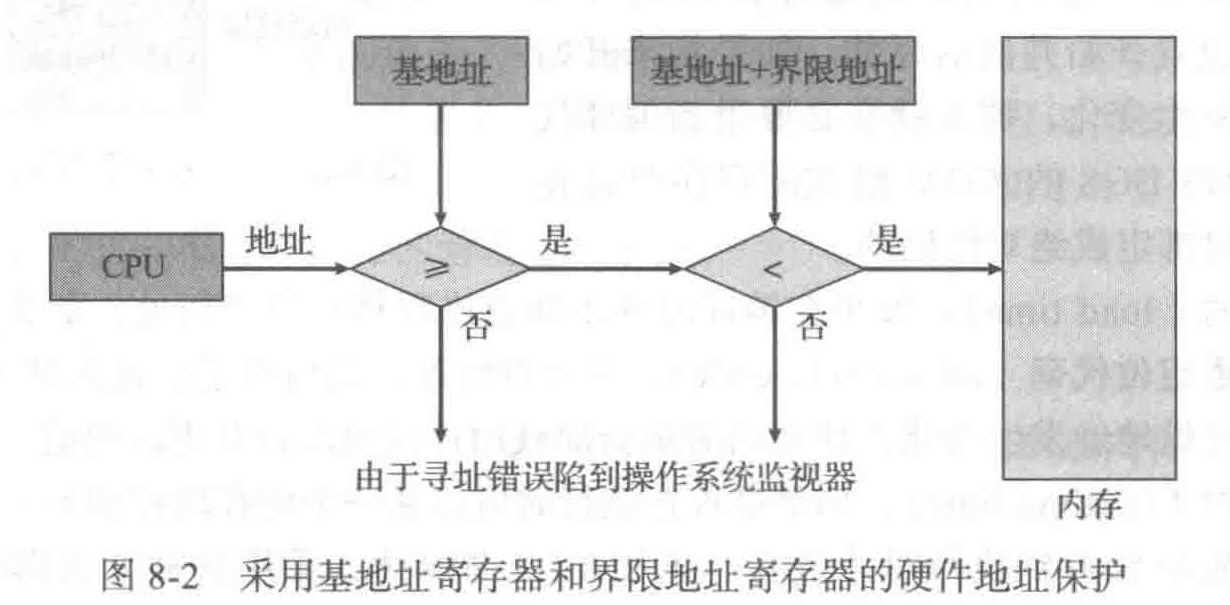 基地址
基地址+界限地址
CPU
地址
≥
是
<
是
否
否
由于寻址错误陷到操作系统监视器
内存
图 8-2 采用基地址寄存器和界限地址寄存器的硬件地址保护